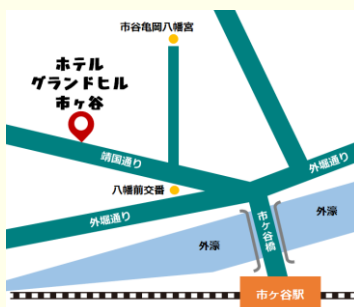 市谷亀岡八幡宮
ホテル
グランドヒル
市ヶ谷
靖国通り
八幡前交番
外堀通り
外堀通り
市ヶ谷橋
外濠
外濠
市ヶ谷駅